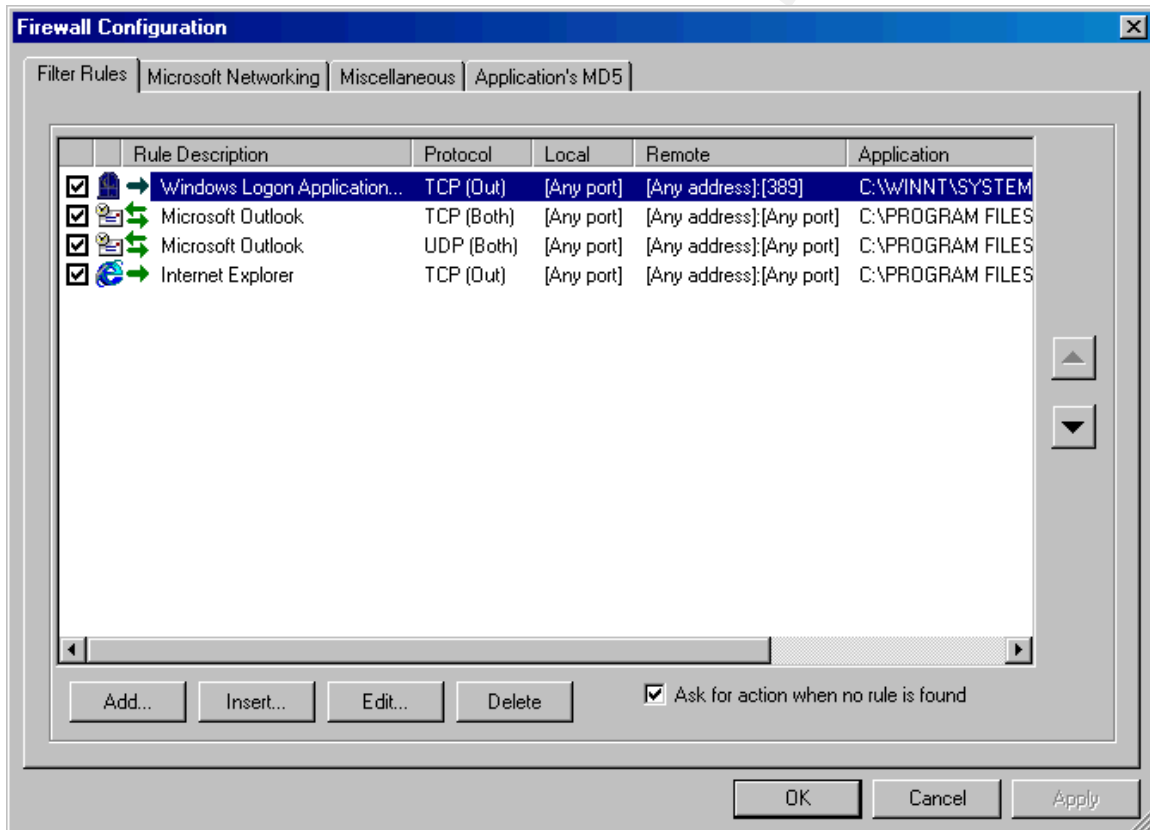 Firewall Configuration
Filter Rules Microsoft Networking Miscellaneous Application's MD5
Rule Description Protocol Local Remote Application
Windows Logon Application... TCP (Out) [Any port] [Any address]:[389] C:\WINNT\SYSTEM
Microsoft Outlook TCP (Both) [Any port] [Any address]:[Any port] C:\PROGRAM FILES
Microsoft Outlook UDP (Both) [Any port] [Any address]:[Any port] C:\PROGRAM FILES
Internet Explorer TCP (Out) [Any port] [Any address]:[Any port] C:\PROGRAM FILES
Add... Insert... Edit... Delete Ask for action when no rule is found
OK Cancel Apply